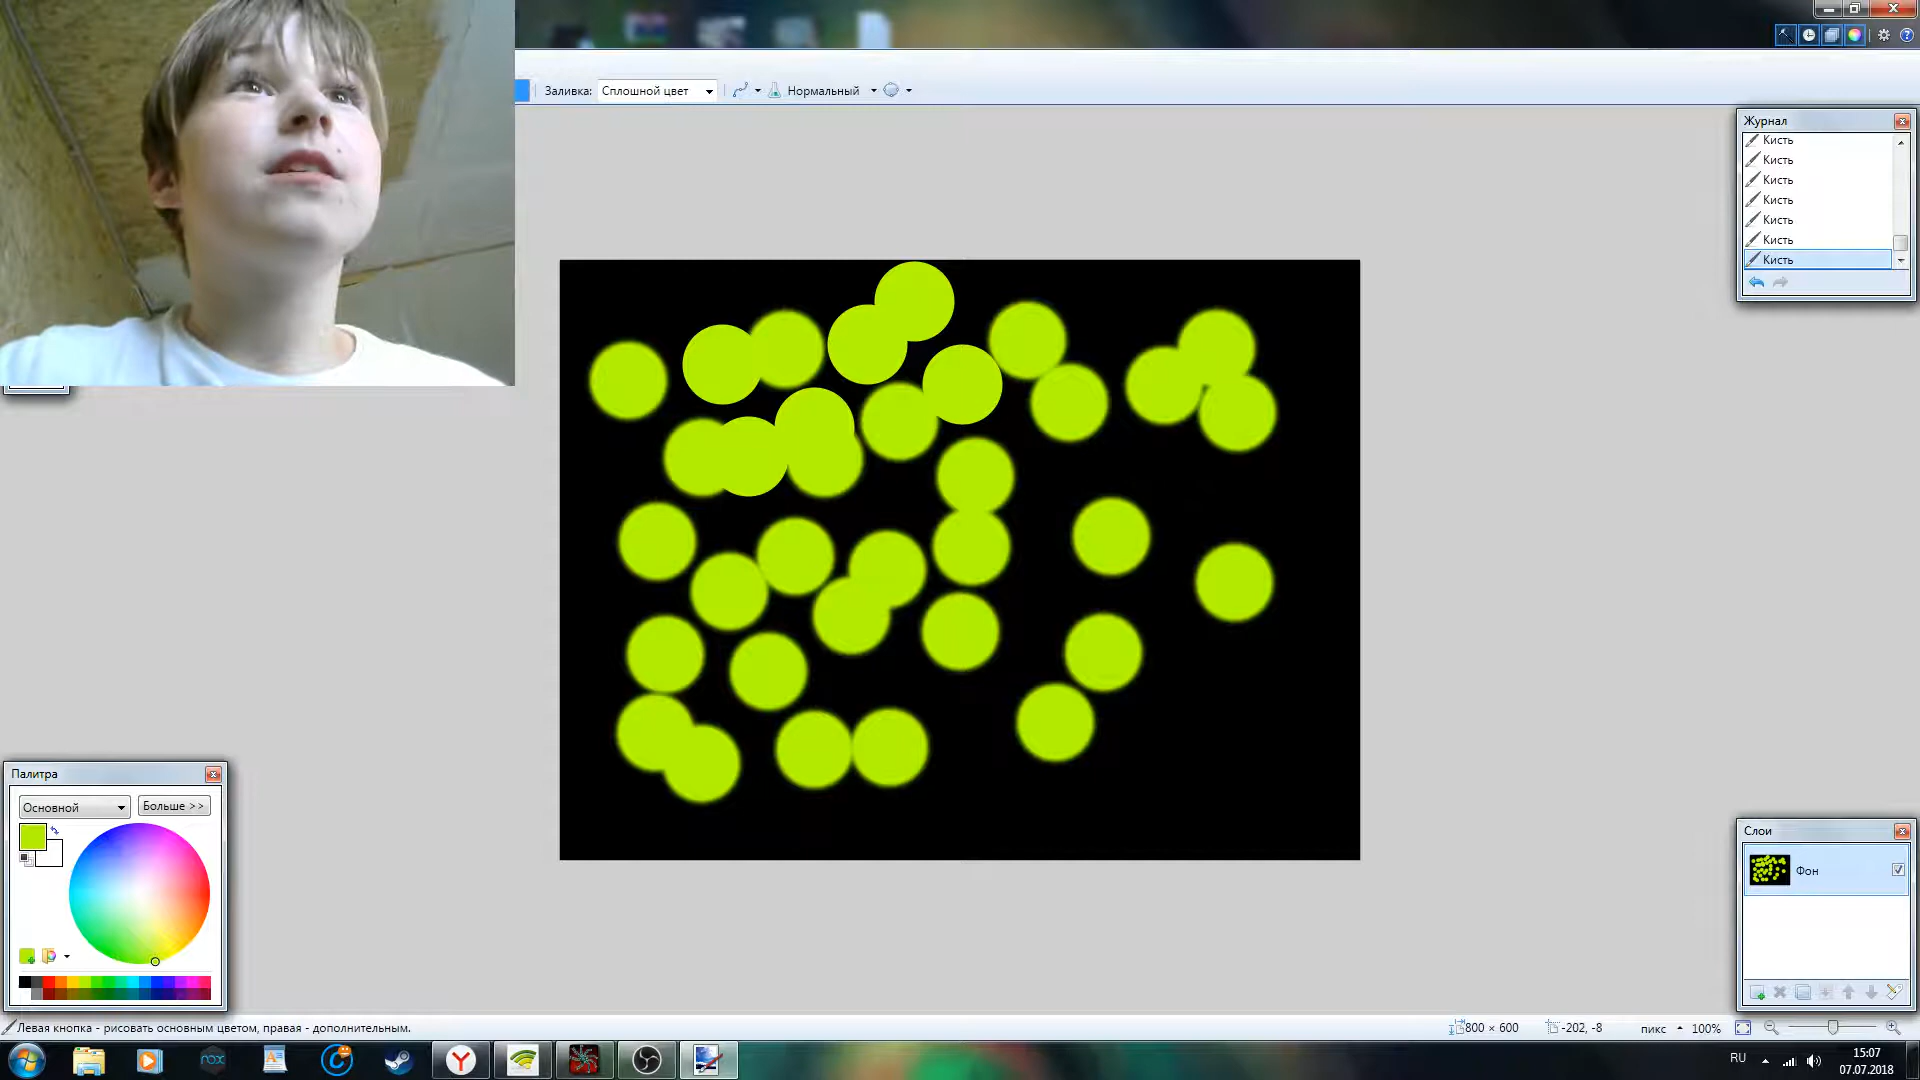 Заливка: Сплошной цвет Нормальный
Журнал
Кисть
Кисть
Кисть
Кисть
Кисть
Кисть
Кисть
Палитра
Основной Больше >>
Слои
Фон
Левая кнопка - рисовать основным цветом, правая - дополнительным.
800 × 600 -202, -8 пикс 100%
nox
RU 15:07
07.07.2018